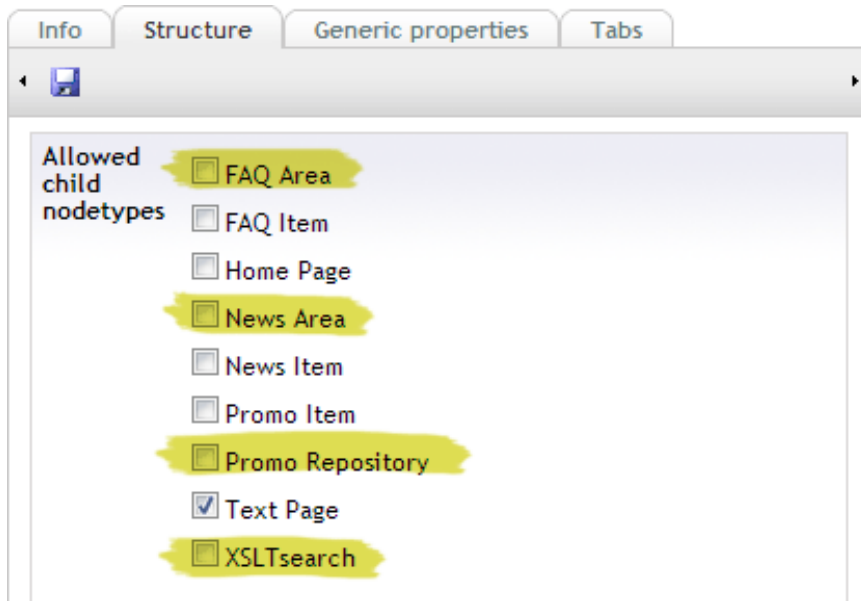 Info Structure Generic properties Tabs
Allowed
child
nodetypes
FAQ Area
FAQ Item
Home Page
News Area
News Item
Promo Item
Promo Repository
Text Page
XSLTsearch